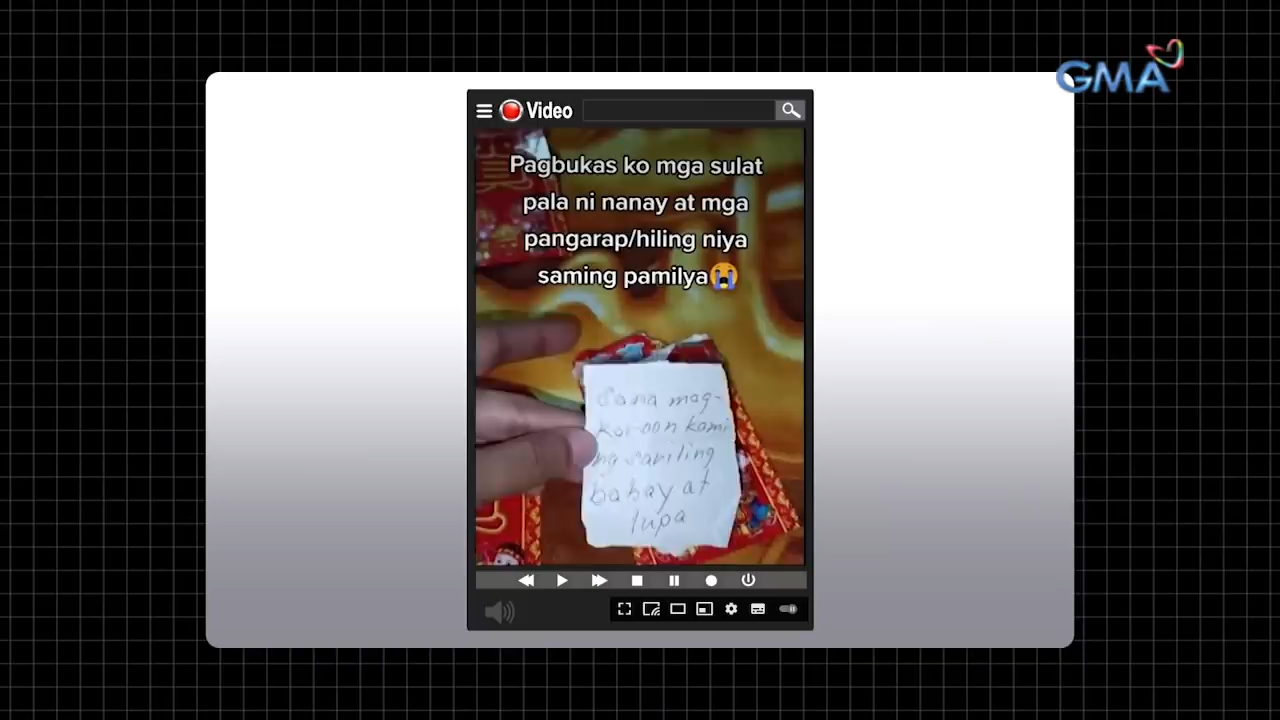 GMA
Video
Pagbukas ko mga sulat
pala ni nanay at mga
pangarap/hiling niya
saming pamilya😭
Sana mag-
karoon kami
ng sariling
bahay at
lupa